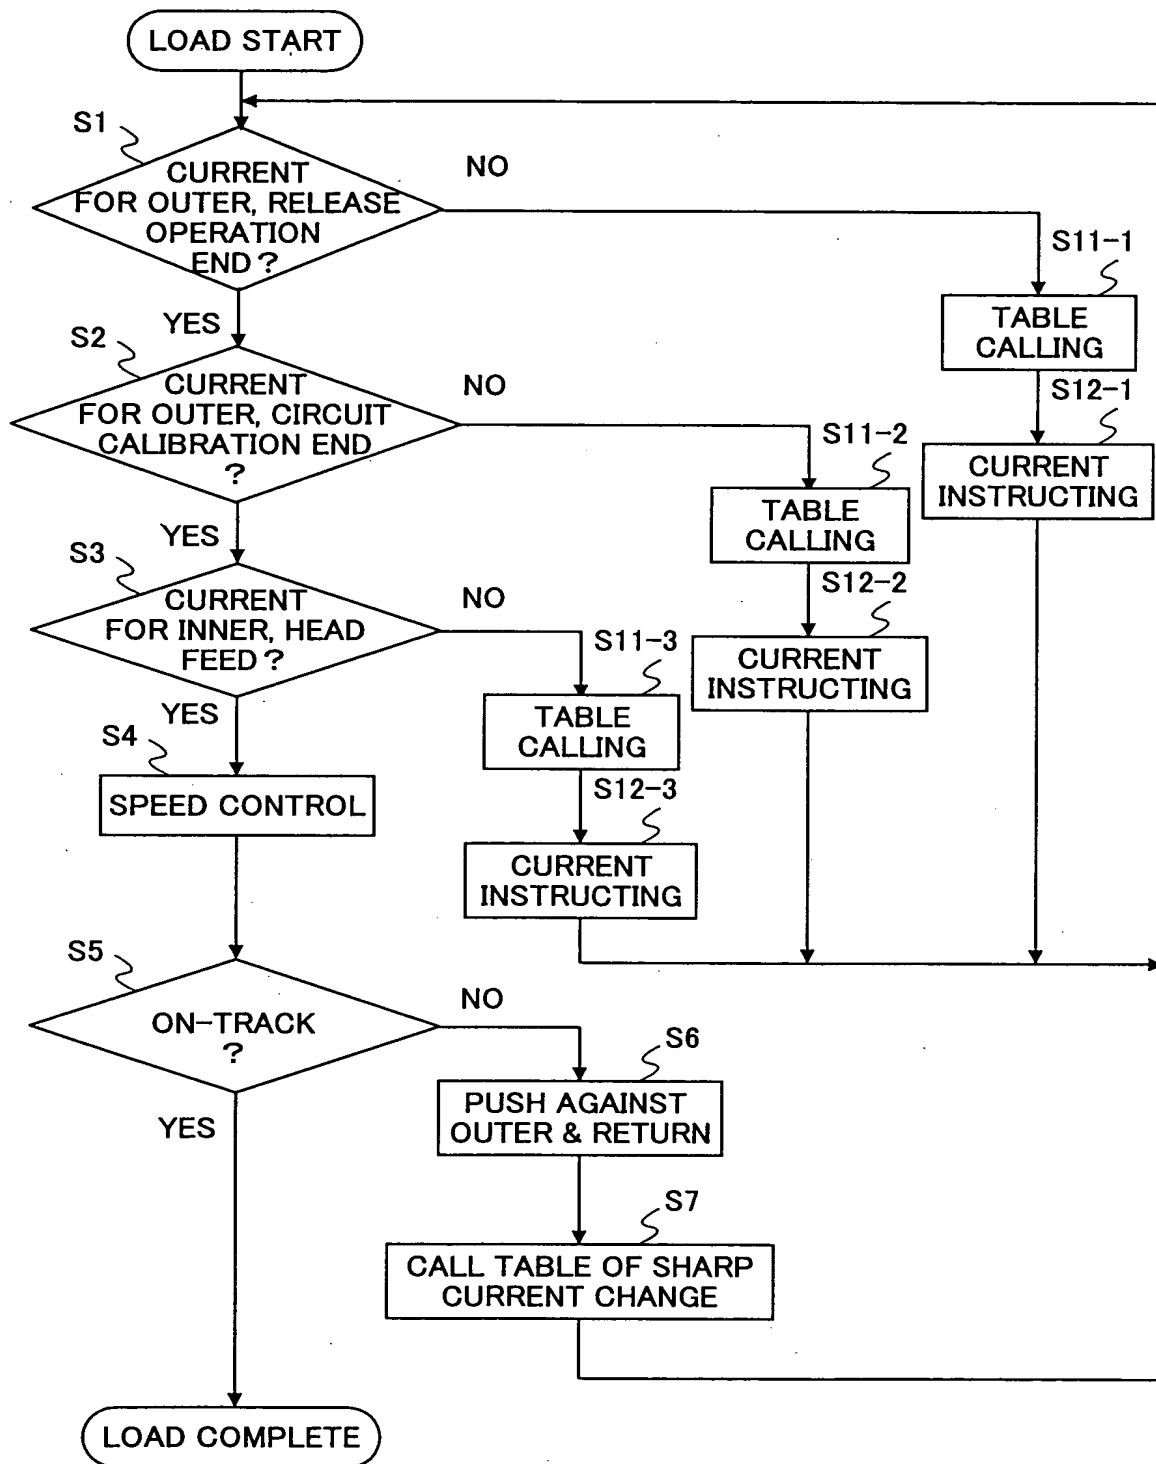 LOAD START
S1
CURRENT
FOR OUTER, RELEASE
OPERATION
END?
NO
YES
S11-1
TABLE
CALLING
S12-1
CURRENT
INSTRUCTING
S2
CURRENT
FOR OUTER, CIRCUIT
CALIBRATION END
?
NO
YES
S11-2
TABLE
CALLING
S12-2
CURRENT
INSTRUCTING
S3
CURRENT
FOR INNER, HEAD
FEED?
NO
YES
S11-3
TABLE
CALLING
S12-3
CURRENT
INSTRUCTING
S4
SPEED CONTROL
S5
ON-TRACK
?
NO
YES
S6
PUSH AGAINST
OUTER & RETURN
S7
CALL TABLE OF SHARP
CURRENT CHANGE
LOAD COMPLETE